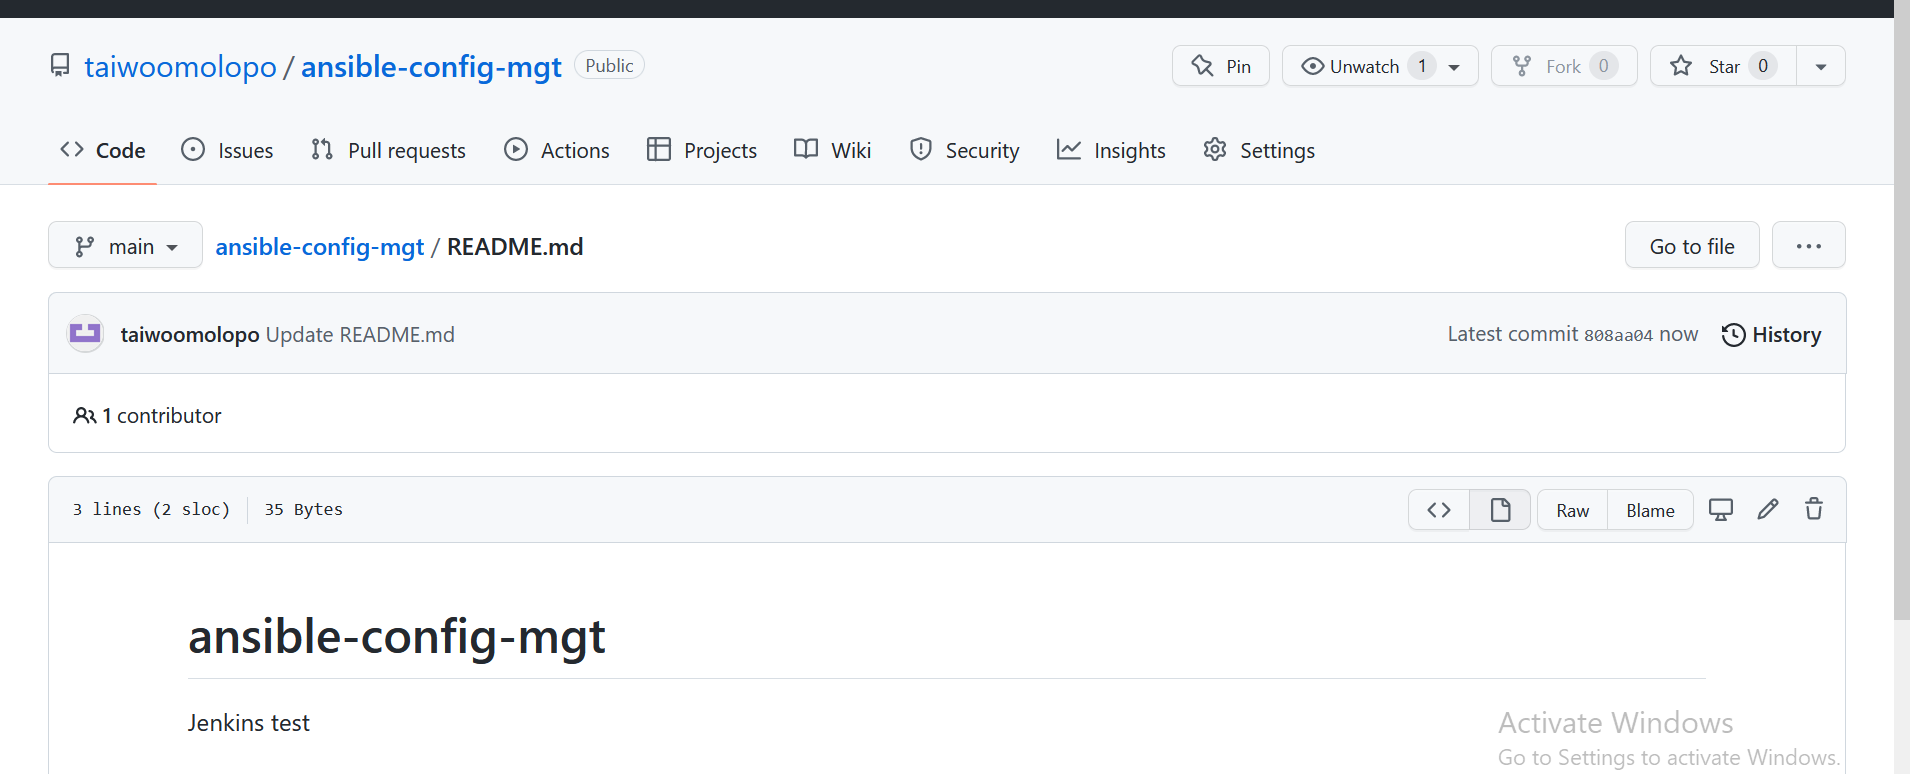 taiwoomolopo / ansible-config-mgt Public Pin Unwatch 1 Fork 0 Star 0
Code Issues Pull requests Actions Projects Wiki Security Insights Settings
main ansible-config-mgt / README.md Go to file ...
taiwoomolopo Update README.md Latest commit 808aa04 now History
1 contributor
3 lines (2 sloc) 35 Bytes Raw Blame
ansible-config-mgt
Jenkins test
Activate Windows
Go to Settings to activate Windows.